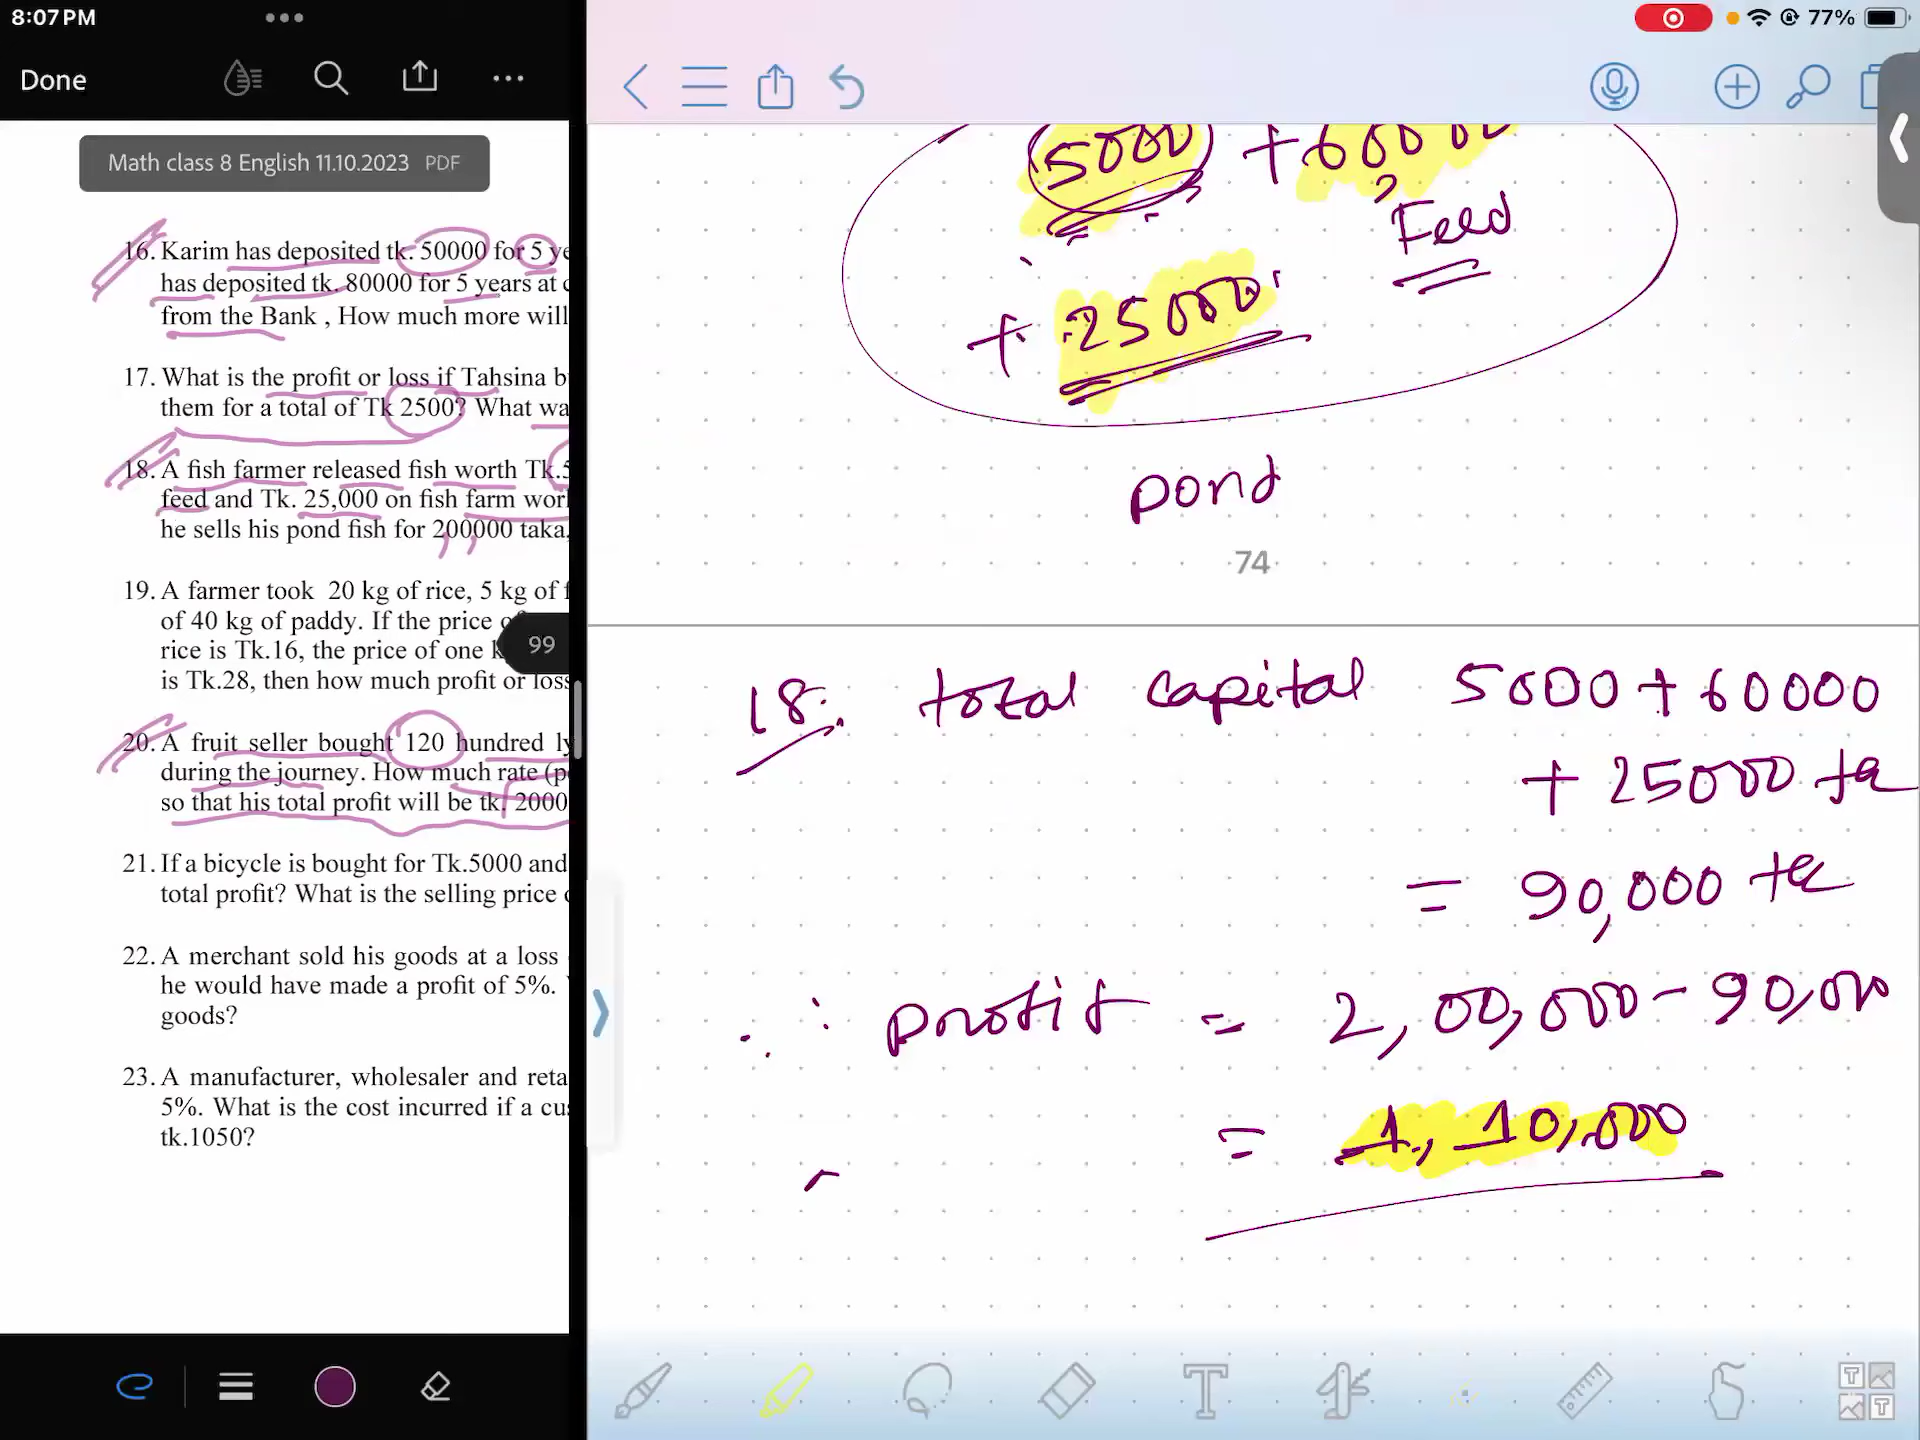 8:07 PM
77%
Done
Math class 8 English 11.10.2023 PDF
16. Karim has deposited tk. 50000 for 5 ye
has deposited tk. 80000 for 5 years at
from the Bank , How much more will
17. What is the profit or loss if Tahsina b
them for a total of Tk 2500? What wa
18. A fish farmer released fish worth Tk.5
feed and Tk. 25,000 on fish farm wor
he sells his pond fish for 200000 taka,
19. A farmer took 20 kg of rice, 5 kg of f
of 40 kg of paddy. If the price
rice is Tk.16, the price of one k
is Tk.28, then how much profit or loss
99
20. A fruit seller bought 120 hundred ly
during the journey. How much rate (p
so that his total profit will be tk. 2000
21. If a bicycle is bought for Tk.5000 and
total profit? What is the selling price
22. A merchant sold his goods at a loss
he would have made a profit of 5%.
goods?
23. A manufacturer, wholesaler and reta
5%. What is the cost incurred if a cu
tk.1050?
5000 + 60000
Feed
+ 25000
pond
74
18. total capital 5000 + 60000
+ 25000 tk
= 90,000 tk
∴ profit = 2,00,000 - 90,000
= 1,10,000